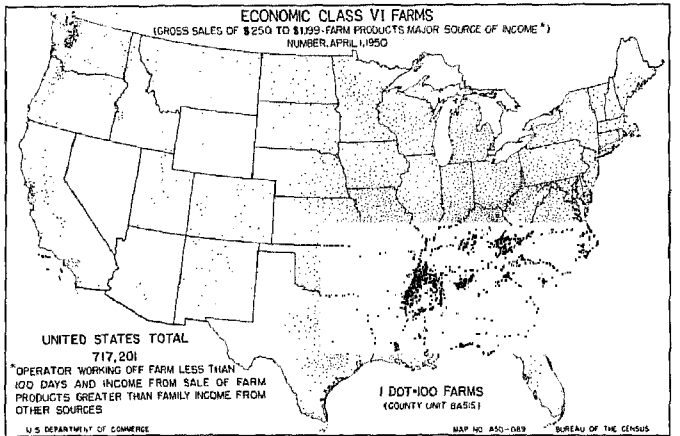 ECONOMIC CLASS VI FARMS
(GROSS SALES OF $250 TO $1,199-FARM PRODUCTS MAJOR SOURCE OF INCOME*)
NUMBER, APRIL 1, 1950
UNITED STATES TOTAL
717,201
*OPERATOR WORKING OFF FARM LESS THAN
100 DAYS AND INCOME FROM SALE OF FARM
PRODUCTS GREATER THAN FAMILY INCOME FROM
OTHER SOURCES
1 DOT=100 FARMS
(COUNTY UNIT BASIS)
U S DEPARTMENT OF COMMERCE
MAP NO A50-089
BUREAU OF THE CENSUS